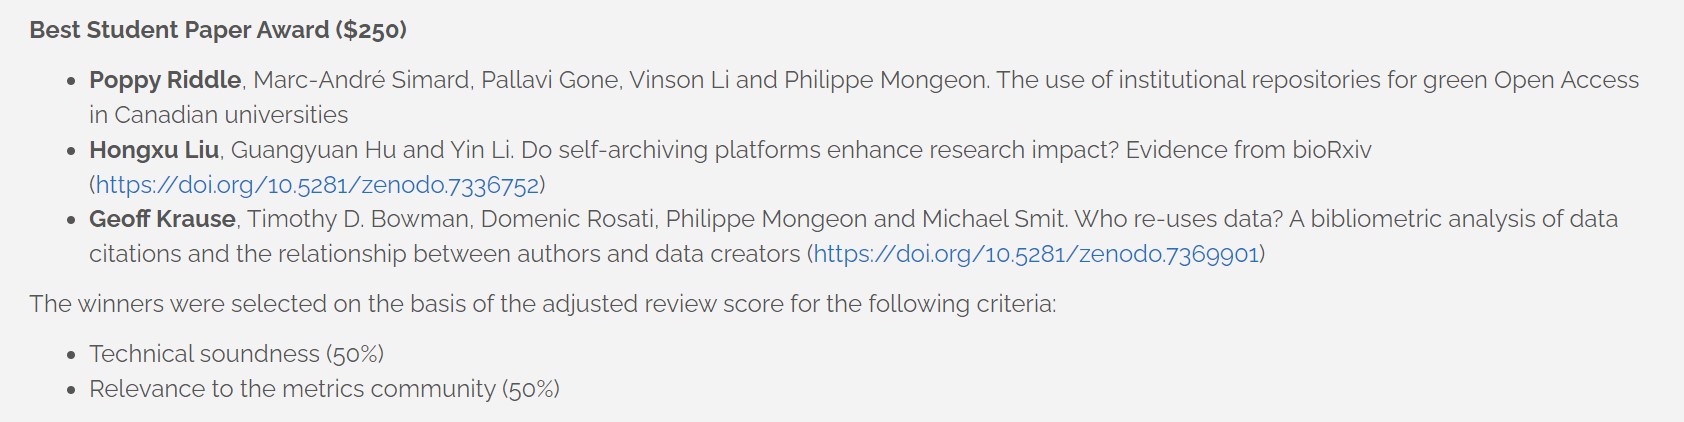 Best Student Paper Award ($250)
• Poppy Riddle, Marc-André Simard, Pallavi Gone, Vinson Li and Philippe Mongeon. The use of institutional repositories for green Open Access
in Canadian universities
• Hongxu Liu, Guangyuan Hu and Yin Li. Do self-archiving platforms enhance research impact? Evidence from bioRxiv
(https://doi.org/10.5281/zenodo.7336752)
• Geoff Krause, Timothy D. Bowman, Domenic Rosati, Philippe Mongeon and Michael Smit. Who re-uses data? A bibliometric analysis of data
citations and the relationship between authors and data creators (https://doi.org/10.5281/zenodo.7369901)
The winners were selected on the basis of the adjusted review score for the following criteria:
• Technical soundness (50%)
• Relevance to the metrics community (50%)